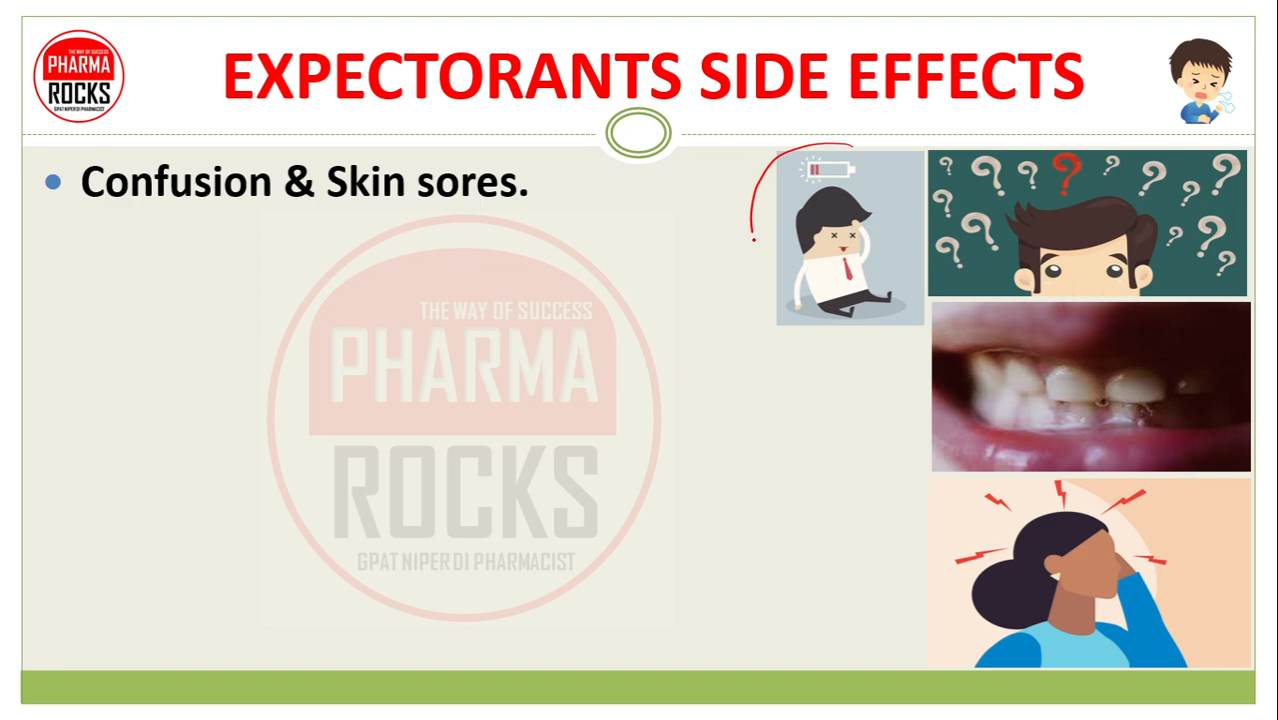 THE WAY OF SUCCESS
PHARMA
ROCKS
GPAT NIPER DI PHARMACIST
EXPECTORANTS SIDE EFFECTS
• Confusion & Skin sores.
THE WAY OF SUCCESS
PHARMA
ROCKS
GPAT NIPER DI PHARMACIST
? ? ? ? ? ? ? ? ? ? ? ? ? ?